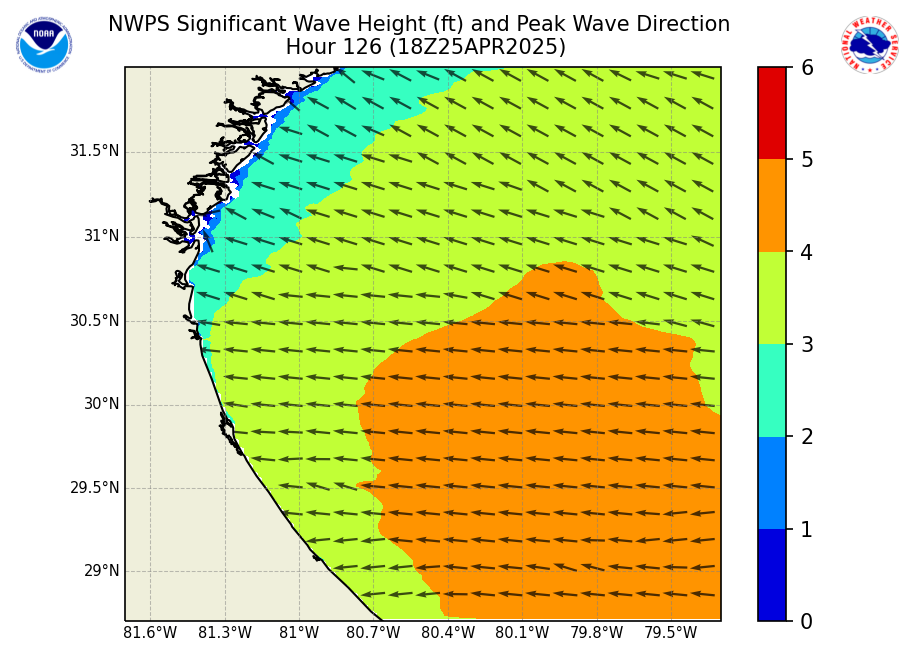 NWPS Significant Wave Height (ft) and Peak Wave Direction
Hour 126 (18Z25APR2025)
NOAA
NATIONAL WEATHER SERVICE
31.5°N
31°N
30.5°N
30°N
29.5°N
29°N
81.6°W 81.3°W 81°W 80.7°W 80.4°W 80.1°W 79.8°W 79.5°W
6
5
4
3
2
1
0